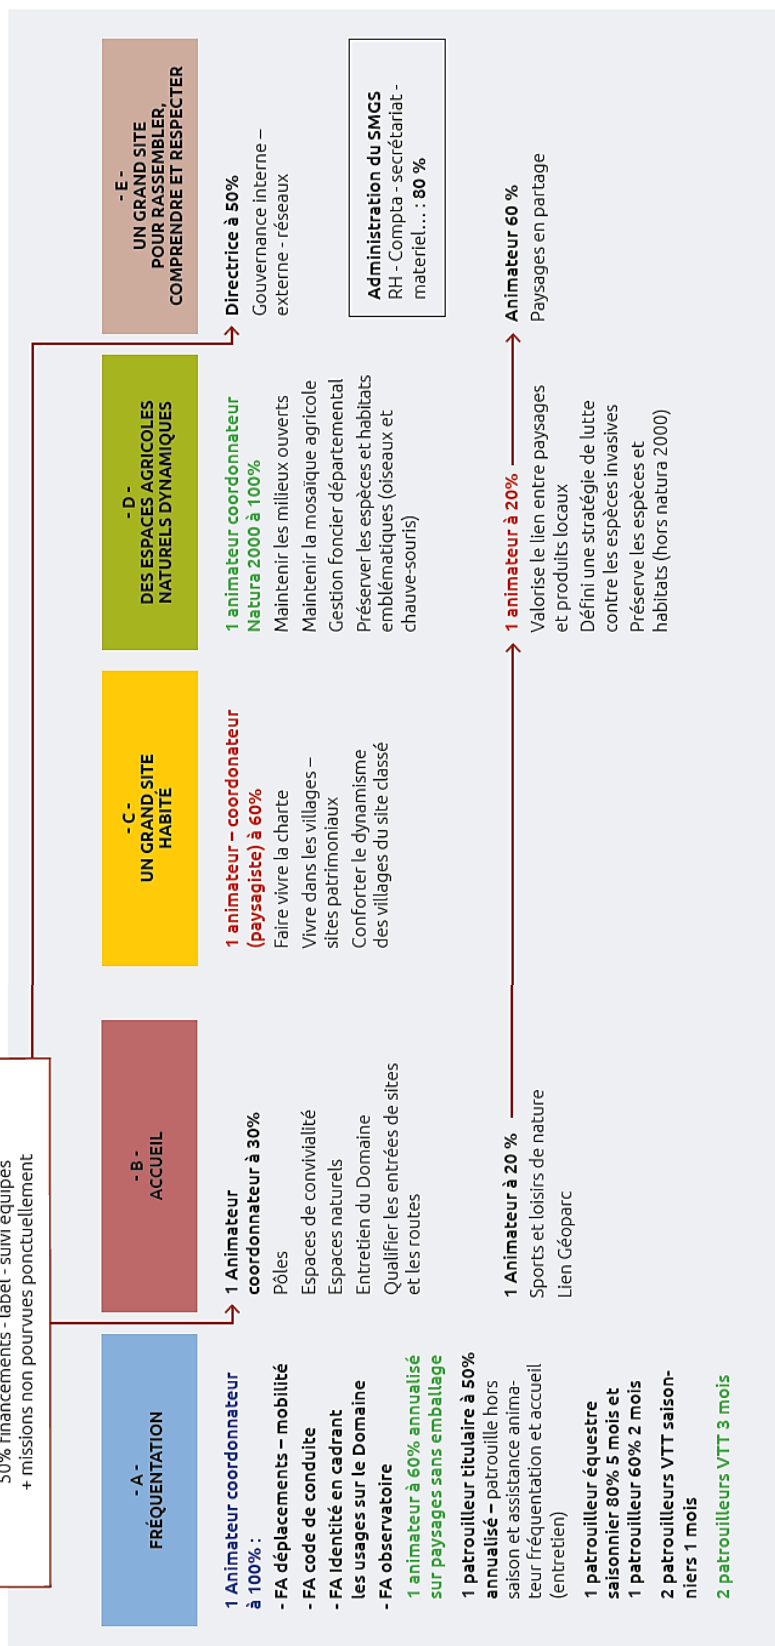 50% Financements - label - suivi équipes
+ missions non pourvues ponctuellement
- A -
FRÉQUENTATION
1 Animateur coordonnateur
à 100% :
- FA déplacements – mobilité
- FA code de conduite
- FA Identité en cadrant
les usages sur le Domaine
- FA observatoire
1 animateur à 60% annualisé
sur paysages sans emballage
1 patrouilleur titulaire à 50%
annualisé – patrouille hors
saison et assistance anima-
teur fréquentation et accueil
(entretien)
1 patrouilleur équestre
saisonnier 80% 5 mois et
1 patrouilleur 60% 2 mois
2 patrouilleurs VTT saison-
niers 1 mois
2 patrouilleurs VTT 3 mois
- B -
ACCUEIL
1 Animateur
coordonnateur à 30%
Pôles
Espaces de convivialité
Espaces naturels
Entretien du Domaine
Qualifier les entrées de sites
et les routes
1 Animateur à 20 %
Sports et loisirs de nature
Lien Géoparc
- C -
UN GRAND SITE
HABITÉ
1 animateur – coordonateur
(paysagiste) à 60%
Faire vivre la charte
Vivre dans les villages –
sites patrimoniaux
Conforter le dynamisme
des villages du site classé
- D -
DES ESPACES AGRICOLES
NATURELS DYNAMIQUES
1 animateur coordonnateur
Natura 2000 à 100%
Maintenir les milieux ouverts
Maintenir la mosaïque agricole
Gestion foncier départemental
Préserver les espèces et habitats
emblématiques (oiseaux et
chauve-souris)
1 animateur à 20%
Valorise le lien entre paysages
et produits locaux
Défini une stratégie de lutte
contre les espèces invasives
Préserve les espèces et
habitats (hors natura 2000)
- E -
UN GRAND SITE
POUR RASSEMBLER,
COMPRENDRE ET RESPECTER
Directrice à 50%
Gouvernance interne –
externe - réseaux
Administration du SMGS
RH - Compta - secrétariat -
materiel... : 80 %
Animateur 60 %
Paysages en partage